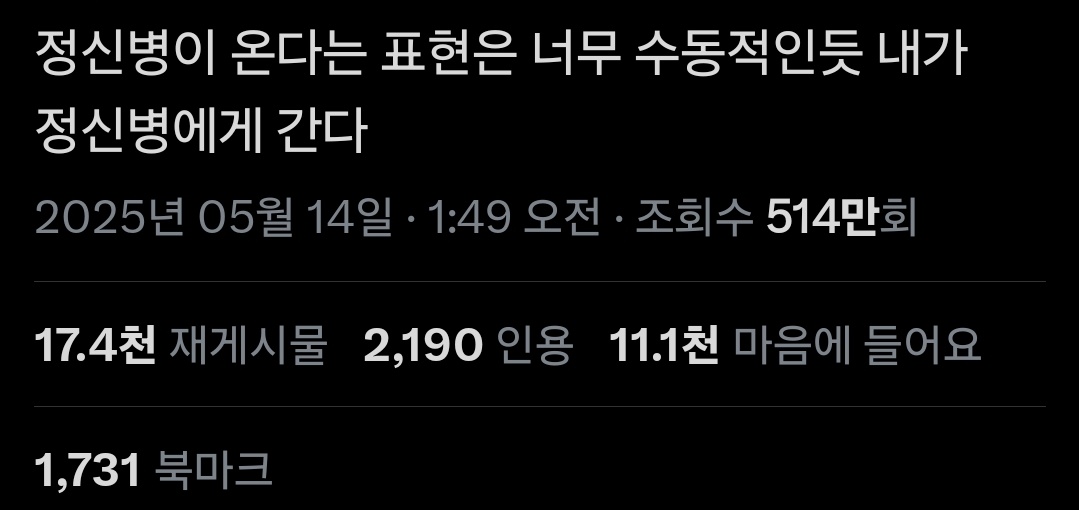 정신병이 온다는 표현은 너무 수동적인듯 내가
정신병에게 간다
2025년 05월 14일 · 1:49 오전 · 조회수 514만회
17.4천 재게시물 2,190 인용 11.1천 마음에 들어요
1,731 북마크